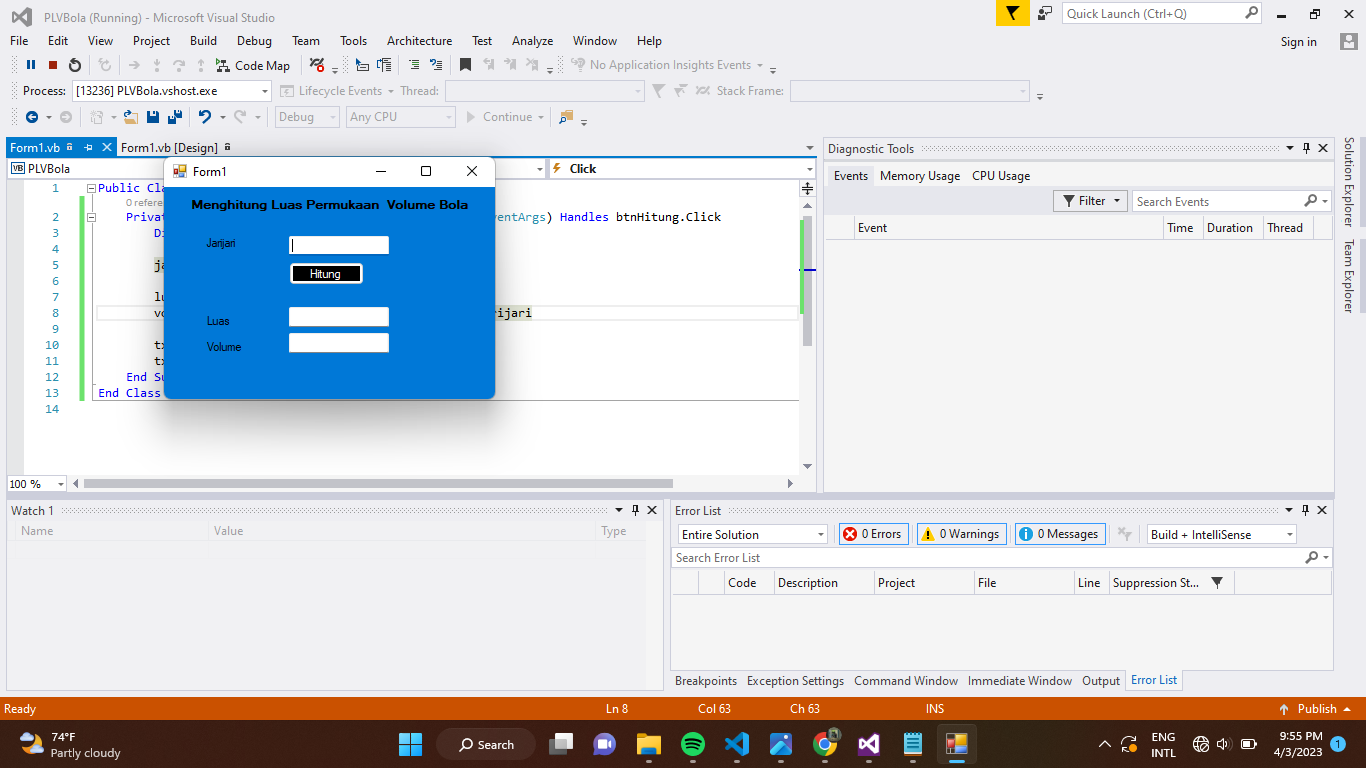 PLVBola (Running) - Microsoft Visual Studio
Quick Launch (Ctrl+Q)
File Edit View Project Build Debug Team Tools Architecture Test Analyze Window Help
Sign in
Code Map
No Application Insights Events
Process: [13236] PLVBola.vshost.exe Lifecycle Events Thread: Stack Frame:
Debug Any CPU Continue
Form1.vb Form1.vb [Design]
VB PLVBola
Click
1 Public Cla
0 refere
2 Privat
ventArgs) Handles btnHitung.Click
3 Di
4
5 ja
6
7 lu
8 vo
rijari
9
10 tx
11 tx
12 End Su
13 End Class
14
100 %
Form1
Menghitung Luas Permukaan Volume Bola
Jarijari
Hitung
Luas
Volume
Diagnostic Tools
Events Memory Usage CPU Usage
Filter Search Events
Event Time Duration Thread
Solution Explorer
Team Explorer
Watch 1
Name Value Type
Error List
Entire Solution 0 Errors 0 Warnings 0 Messages Build + IntelliSense
Search Error List
Code Description Project File Line Suppression St...
Breakpoints Exception Settings Command Window Immediate Window Output Error List
Ready Ln 8 Col 63 Ch 63 INS Publish
74°F
Partly cloudy
Search
ENG
INTL
9:55 PM
4/3/2023
1